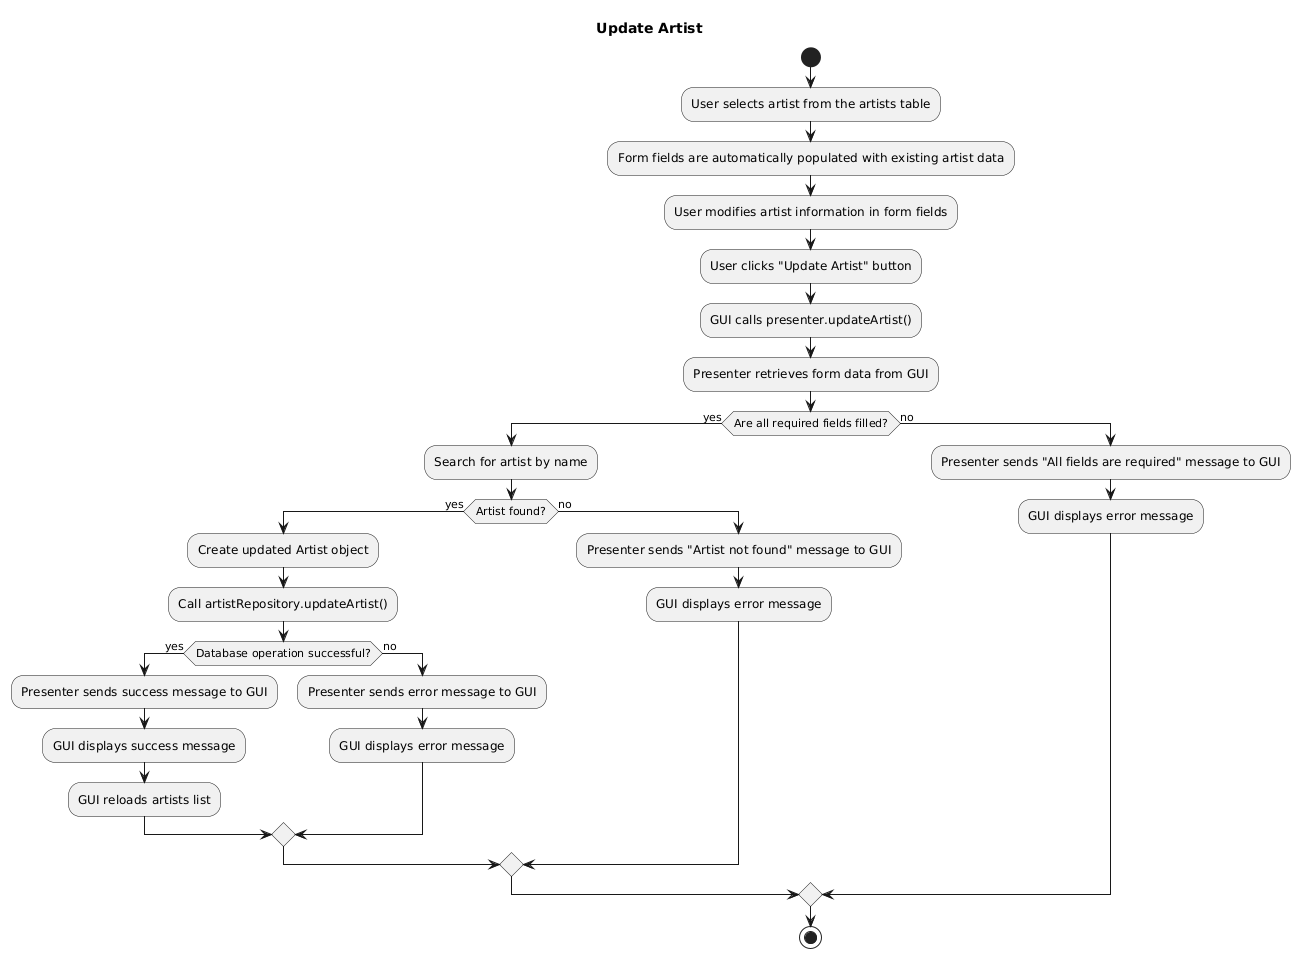 Update Artist
User selects artist from the artists table
Form fields are automatically populated with existing artist data
User modifies artist information in form fields
User clicks "Update Artist" button
GUI calls presenter.updateArtist()
Presenter retrieves form data from GUI
yes
Are all required fields filled?
no
Search for artist by name
Presenter sends "All fields are required" message to GUI
yes
Artist found?
no
GUI displays error message
Create updated Artist object
Presenter sends "Artist not found" message to GUI
Call artistRepository.updateArtist()
GUI displays error message
yes
Database operation successful?
no
Presenter sends success message to GUI
Presenter sends error message to GUI
GUI displays success message
GUI displays error message
GUI reloads artists list